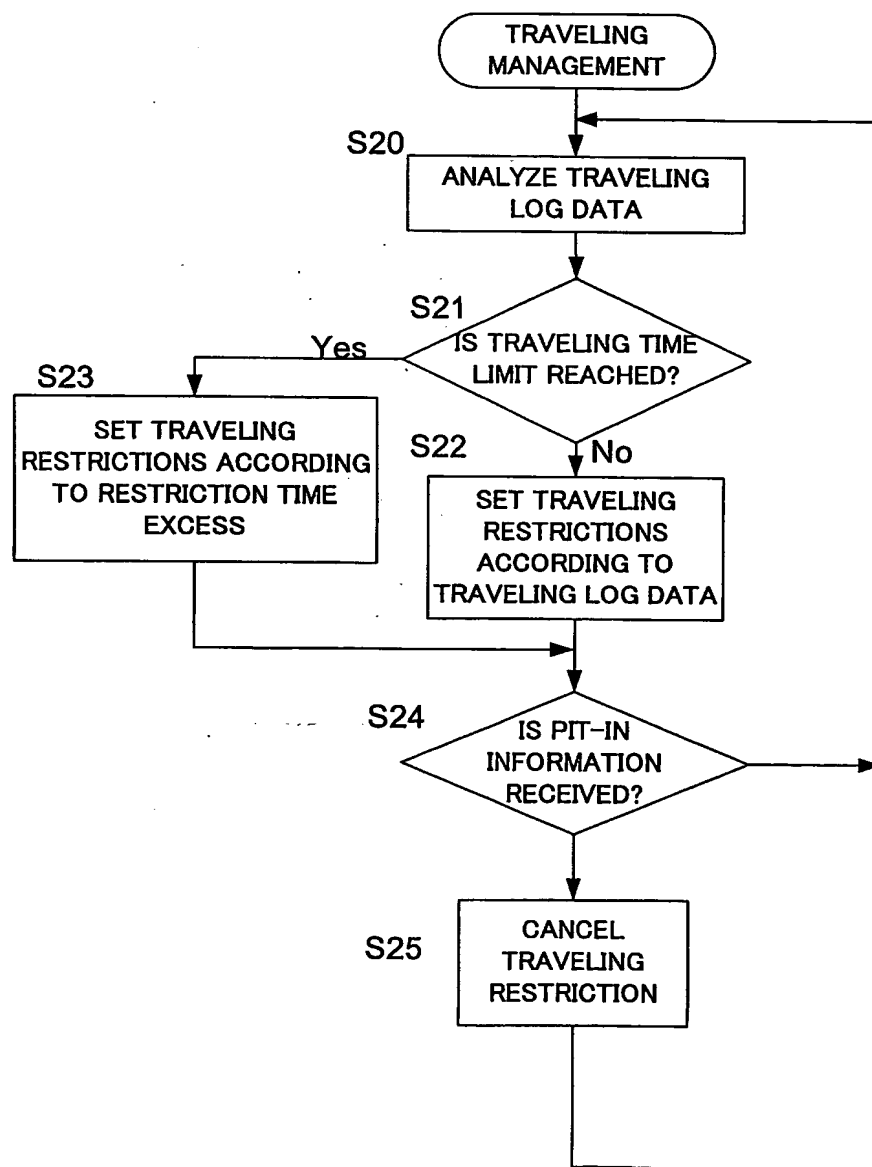 TRAVELING
MANAGEMENT
S20
ANALYZE TRAVELING
LOG DATA
S21
IS TRAVELING TIME
LIMIT REACHED?
Yes
S23
SET TRAVELING
RESTRICTIONS ACCORDING
TO RESTRICTION TIME
EXCESS
No
S22
SET TRAVELING
RESTRICTIONS
ACCORDING TO
TRAVELING LOG DATA
S24
IS PIT-IN
INFORMATION
RECEIVED?
S25
CANCEL
TRAVELING
RESTRICTION